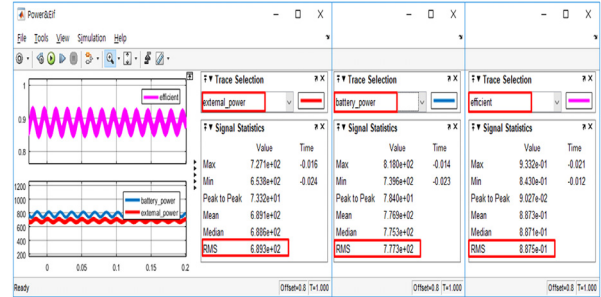 Power&Eif
File Tools View Simulation Help
efficient
1
0.9
0.8
battery_power
external_power
1200
1000
800
600
400
200
0 0.05 0.1 0.15 0.2
Ready
Trace Selection
external_power
Signal Statistics
Value Time
Max 7.271e+02 -0.016
Min 6.538e+02 -0.024
Peak to Peak 7.332e+01
Mean 6.891e+02
Median 6.886e+02
RMS 6.893e+02
Offset=0.8 T=1.000
Trace Selection
battery_power
Signal Statistics
Value Time
Max 8.180e+02 -0.014
Min 7.396e+02 -0.023
Peak to Peak 7.840e+01
Mean 7.769e+02
Median 7.753e+02
RMS 7.773e+02
Offset=0.8 T=1.000
Trace Selection
efficient
Signal Statistics
Value Time
Max 9.332e-01 -0.021
Min 8.430e-01 -0.012
Peak to Peak 9.027e-02
Mean 8.873e-01
Median 8.871e-01
RMS 8.875e-01
Offset=0.8 T=1.000